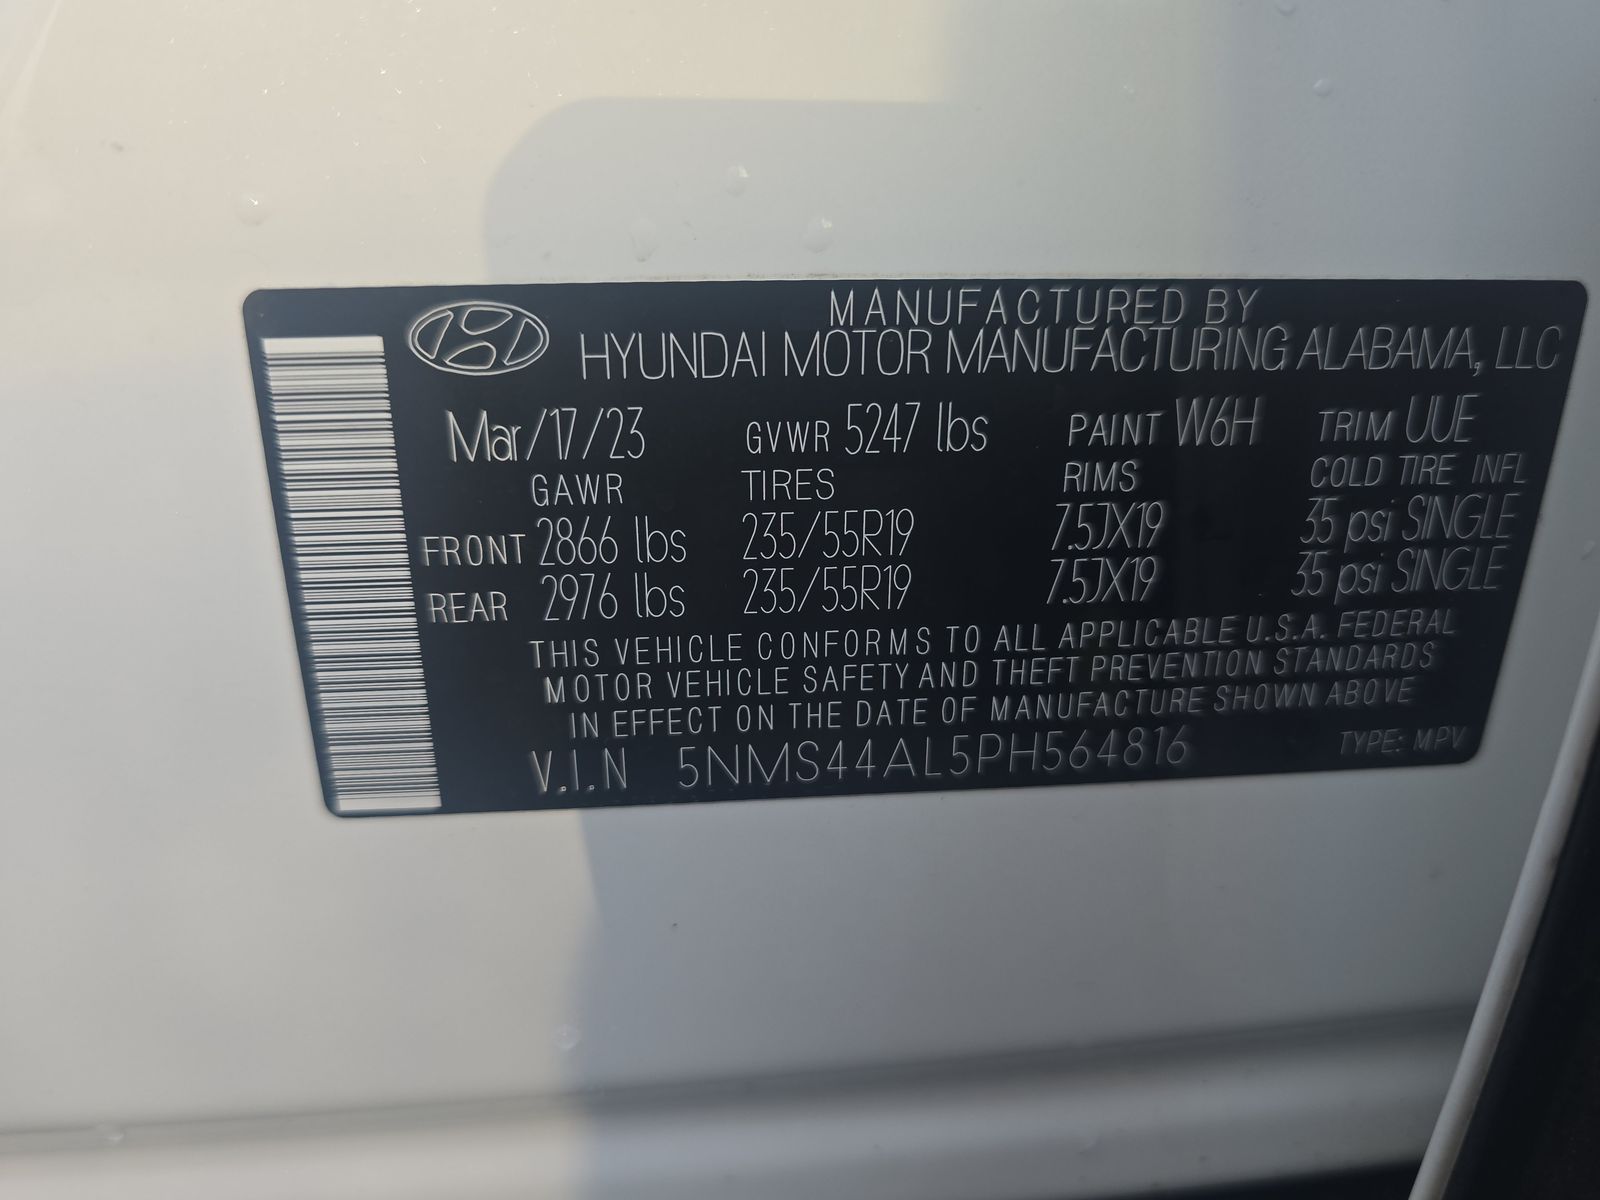 MANUFACTURED BY
HYUNDAI MOTOR MANUFACTURING ALABAMA, LLC
Mar/17/23 GVWR 5247 lbs PAINT W6H TRIM UUE
GAWR TIRES RIMS COLD TIRE INFL
FRONT 2866 lbs 235/55R19 7.5JX19 35 psi SINGLE
REAR 2976 lbs 235/55R19 7.5JX19 35 psi SINGLE
THIS VEHICLE CONFORMS TO ALL APPLICABLE U.S.A. FEDERAL
MOTOR VEHICLE SAFETY AND THEFT PREVENTION STANDARDS
IN EFFECT ON THE DATE OF MANUFACTURE SHOWN ABOVE
V.I.N 5NMS44AL5PH564816 TYPE: MPV